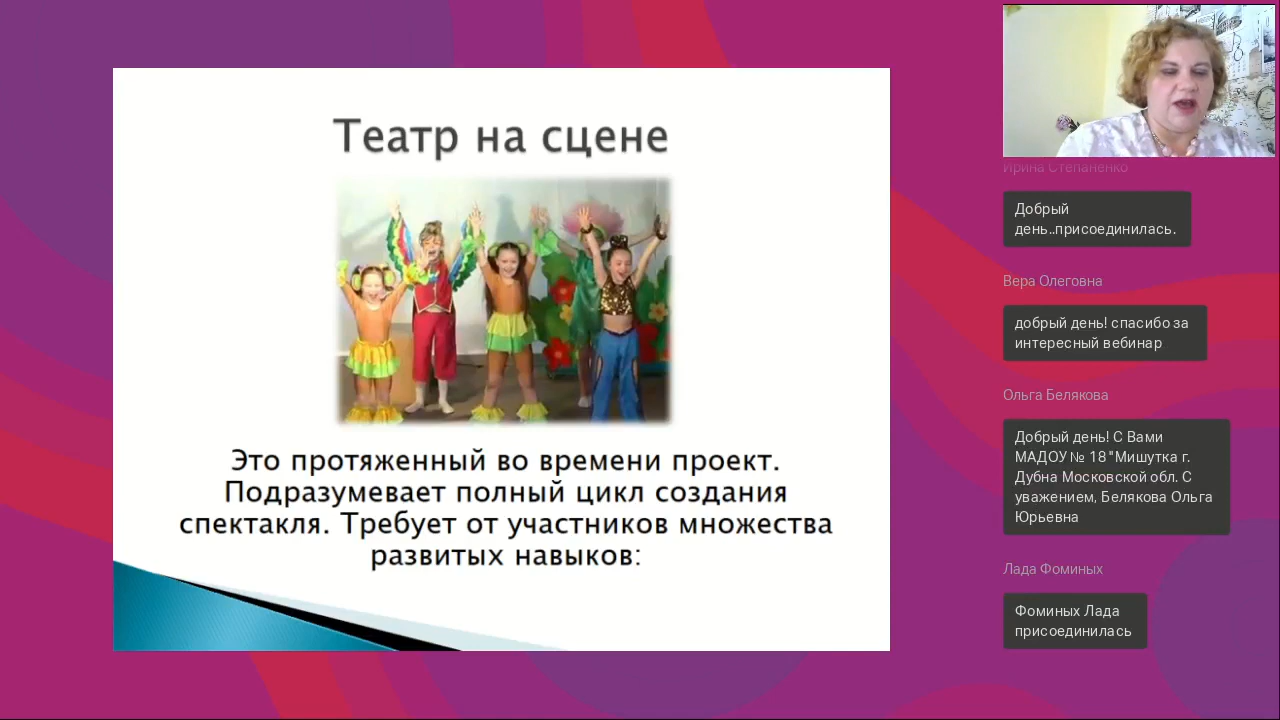 Театр на сцене
Это протяженный во времени проект.
Подразумевает полный цикл создания
спектакля. Требует от участников множества
развитых навыков:
Ирина Степаненко
Добрый
день..присоединилась.
Вера Олеговна
добрый день! спасибо за
интересный вебинар
Ольга Белякова
Добрый день! С Вами
МАДОУ № 18 "Мишутка г.
Дубна Московской обл. С
уважением, Белякова Ольга
Юрьевна
Лада Фоминых
Фоминых Лада
присоединилась